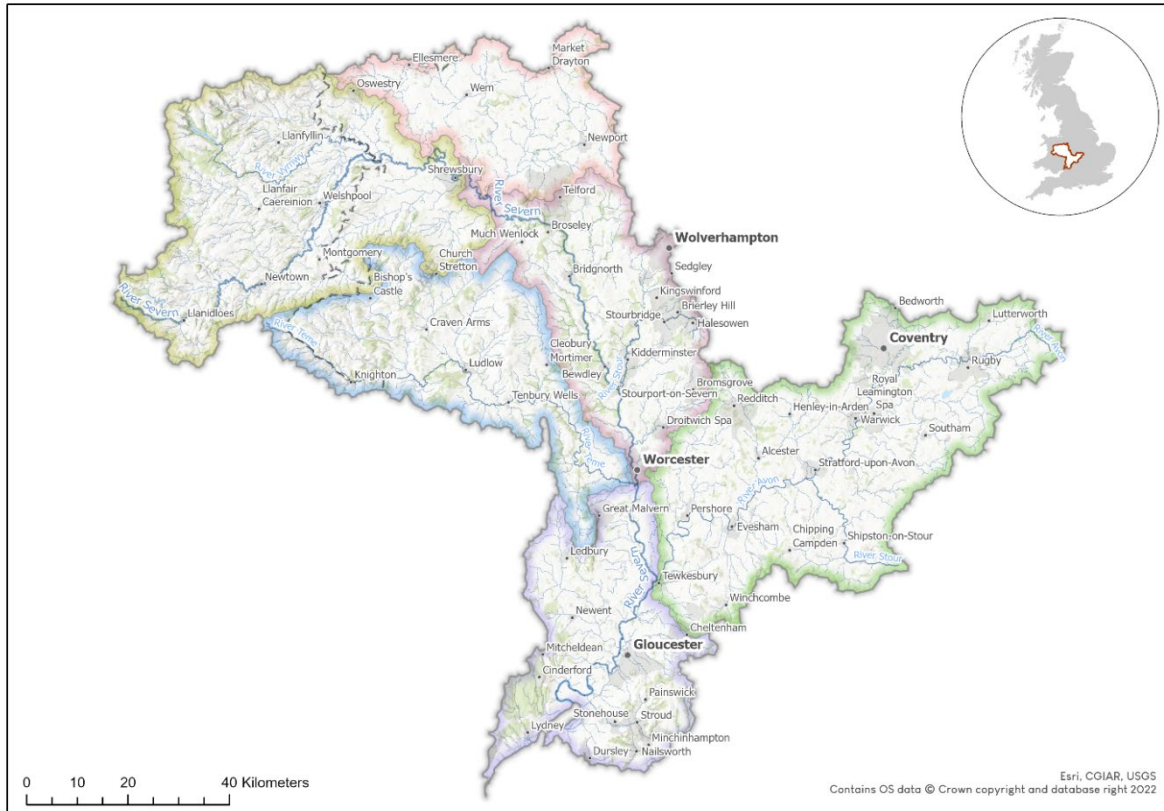 Market
Drayton
Ellesmere
Oswestry
Wem
Llanfyllin
Newport
River Vyrnwy
Shrewsbury
River Severn
Telford
Llanfair
Caereinion
Welshpool
Broseley
Much Wenlock
Wolverhampton
Sedgley
Montgomery
Church
Stretton
Bishop's
Castle
Bridgnorth
Newtown
Kingswinford
Brierley Hill
Stourbridge
Halesowen
River Severn
Llanidloes
River Teme
Craven Arms
Bedworth
Lutterworth
River Avon
Coventry
Rugby
Cleobury
Mortimer
Kidderminster
Ludlow
Bewdley
River Stour
Knighton
Bromsgrove
Royal
Leamington
Spa
Tenbury Wells
Stourport-on-Severn
Redditch
Henley-in-Arden
Warwick
Droitwich Spa
Southam
River Teme
Alcester
Stratford-upon-Avon
Worcester
River Avon
Great Malvern
Pershore
Evesham
Chipping
Campden
Shipston-on-Stour
River Stour
Ledbury
River Severn
Tewkesbury
Winchcombe
Newent
Cheltenham
Gloucester
Mitcheldean
Cinderford
Painswick
Stonehouse
Stroud
Lydney
Minchinhampton
Nailsworth
Dursley
0 10 20 40 Kilometers
Esri, CGIAR, USGS
Contains OS data © Crown copyright and database right 2022